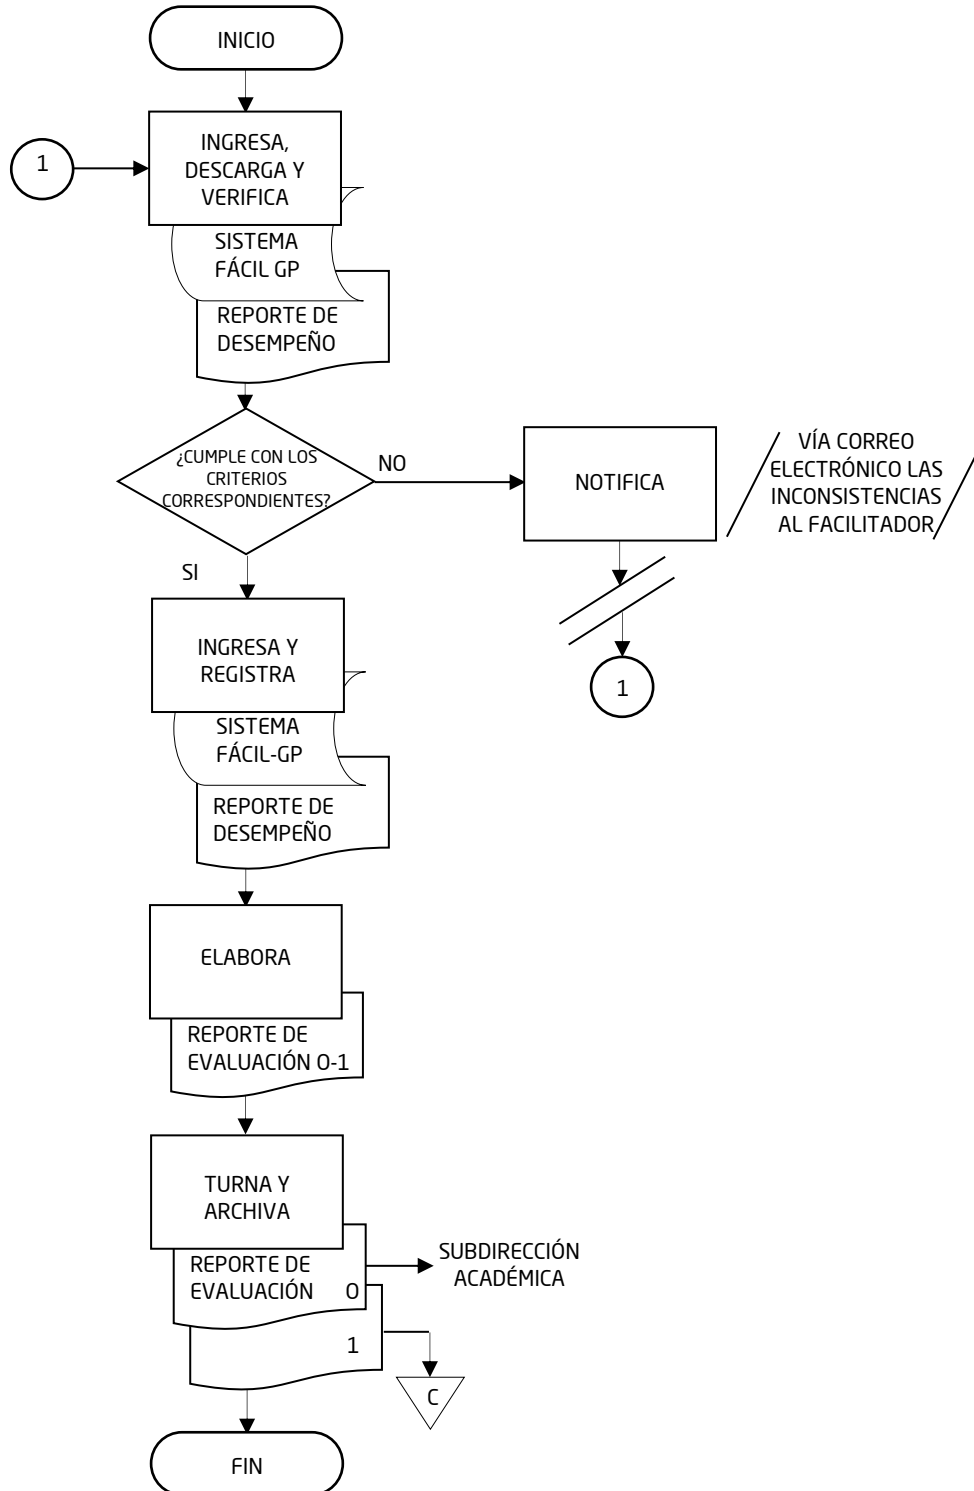 INICIO
1
INGRESA,
DESCARGA Y
VERIFICA
SISTEMA
FÁCIL GP
REPORTE DE
DESEMPEÑO
¿CUMPLE CON LOS
CRITERIOS
CORRESPONDIENTES?
NO
NOTIFICA
VÍA CORREO
ELECTRÓNICO LAS
INCONSISTENCIAS
AL FACILITADOR
1
SI
INGRESA Y
REGISTRA
SISTEMA
FÁCIL-GP
REPORTE DE
DESEMPEÑO
ELABORA
REPORTE DE
EVALUACIÓN O-1
TURNA Y
ARCHIVA
REPORTE DE
EVALUACIÓN O
SUBDIRECCIÓN
ACADÉMICA
1
C
FIN